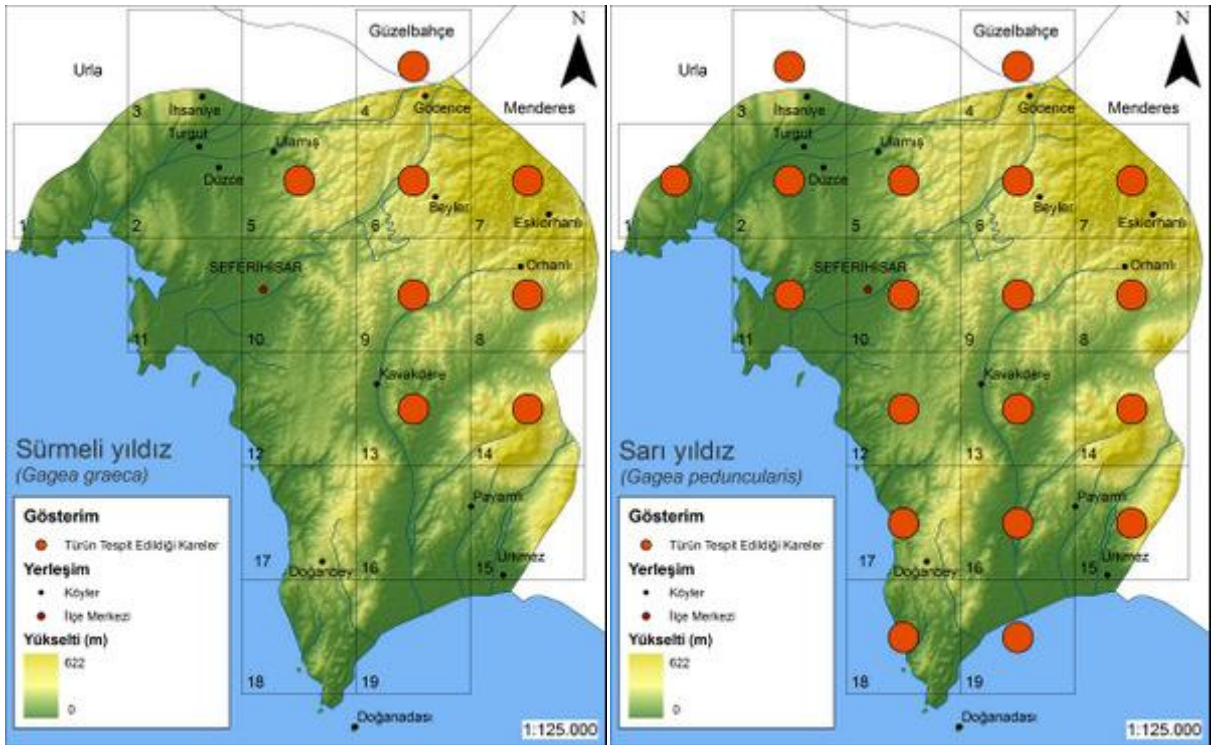 Güzelbahçe
N
Urla
3
4
İhsaniye
Gödence
Menderes
Turgut
Ulamış
Düzce
Beyler
Eskiorhanlı
1
2
5
6
7
SEFERİHİSAR
Orhanlı
11
10
9
8
Kavakdere
Sürmeli yıldız
(Gagea graeca)
12
13
14
Gösterim
Türün Tespit Edildiği Kareler
Yerleşim
Köyler
İlçe Merkezi
Yükselti (m)
622
0
Payamlı
Doğanbey
Ürkmez
17
16
15
18
19
Doğanadası
1:125.000
Güzelbahçe
N
Urla
3
4
İhsaniye
Gödence
Menderes
Turgut
Ulamış
Düzce
Beyler
Eskiorhanlı
1
2
5
6
7
SEFERİHİSAR
Orhanlı
11
10
9
8
Kavakdere
Sarı yıldız
(Gagea peduncularis)
12
13
14
Gösterim
Türün Tespit Edildiği Kareler
Yerleşim
Köyler
İlçe Merkezi
Yükselti (m)
622
0
Payamlı
Doğanbey
Ürkmez
17
16
15
18
19
Doğanadası
1:125.000